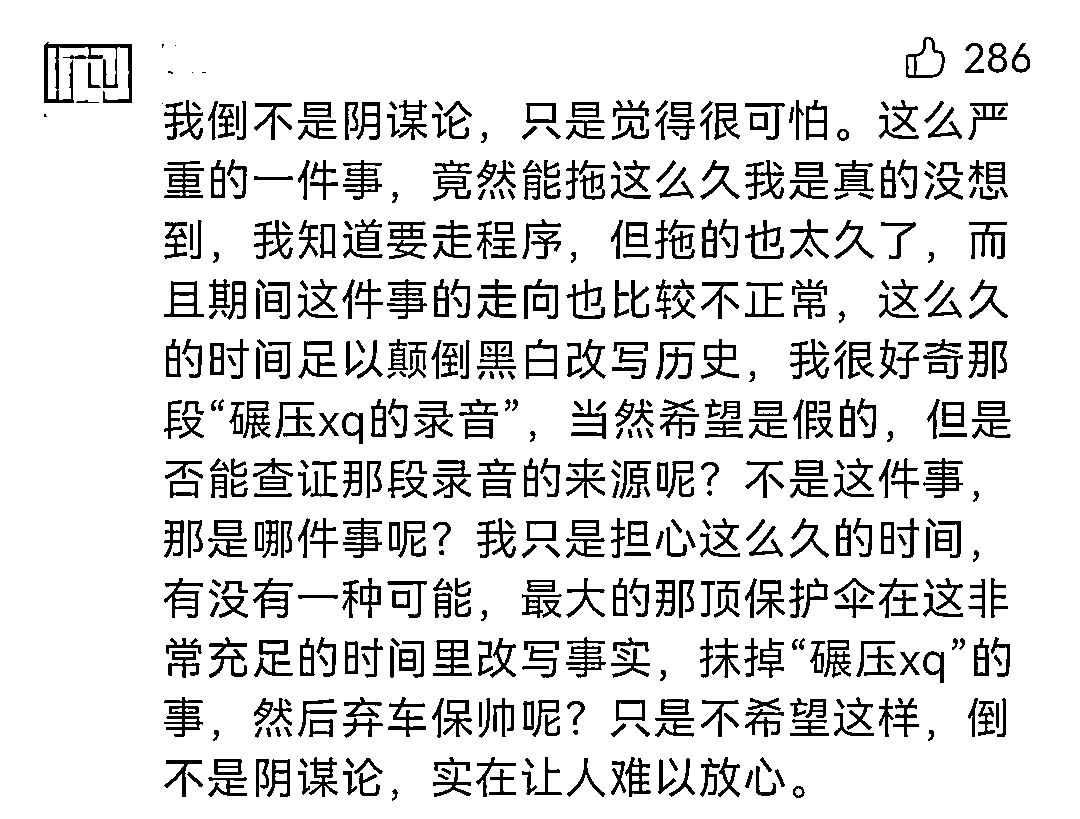 286
我倒不是阴谋论，只是觉得很可怕。这么严
重的一件事，竟然能拖这么久我是真的没想
到，我知道要走程序，但拖的也太久了，而
且期间这件事的走向也比较不正常，这么久
的时间足以颠倒黑白改写历史，我很好奇那
段“碾压xq的录音”，当然希望是假的，但是
否能查证那段录音的来源呢？不是这件事，
那是哪件事呢？我只是担心这么久的时间，
有没有一种可能，最大的那顶保护伞在这非
常充足的时间里改写事实，抹掉“碾压xq”的
事，然后弃车保帅呢？只是不希望这样，倒
不是阴谋论，实在让人难以放心。